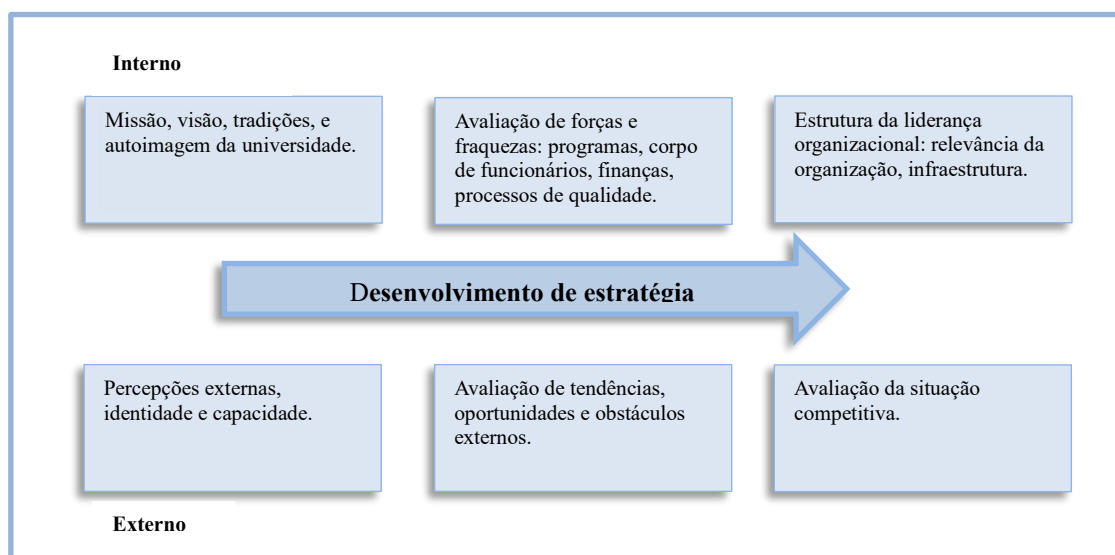 Interno
Missão, visão, tradições, e
autoimagem da universidade.
Avaliação de forças e
fraquezas: programas, corpo
de funcionários, finanças,
processos de qualidade.
Estrutura da liderança
organizacional: relevância da
organização, infraestrutura.
Desenvolvimento de estratégia
Percepções externas,
identidade e capacidade.
Avaliação de tendências,
oportunidades e obstáculos
externos.
Avaliação da situação
competitiva.
Externo